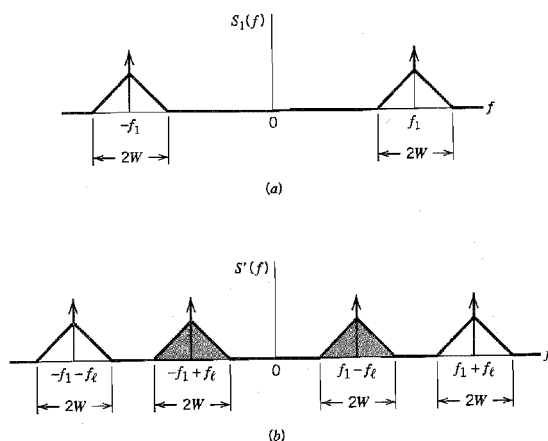 S₁(f)
−f₁
0
f₁
f
2W
2W
(a)
S′(f)
−f₁−fℓ
−f₁+fℓ
0
f₁−fℓ
f₁+fℓ
f
2W
2W
2W
2W
(b)